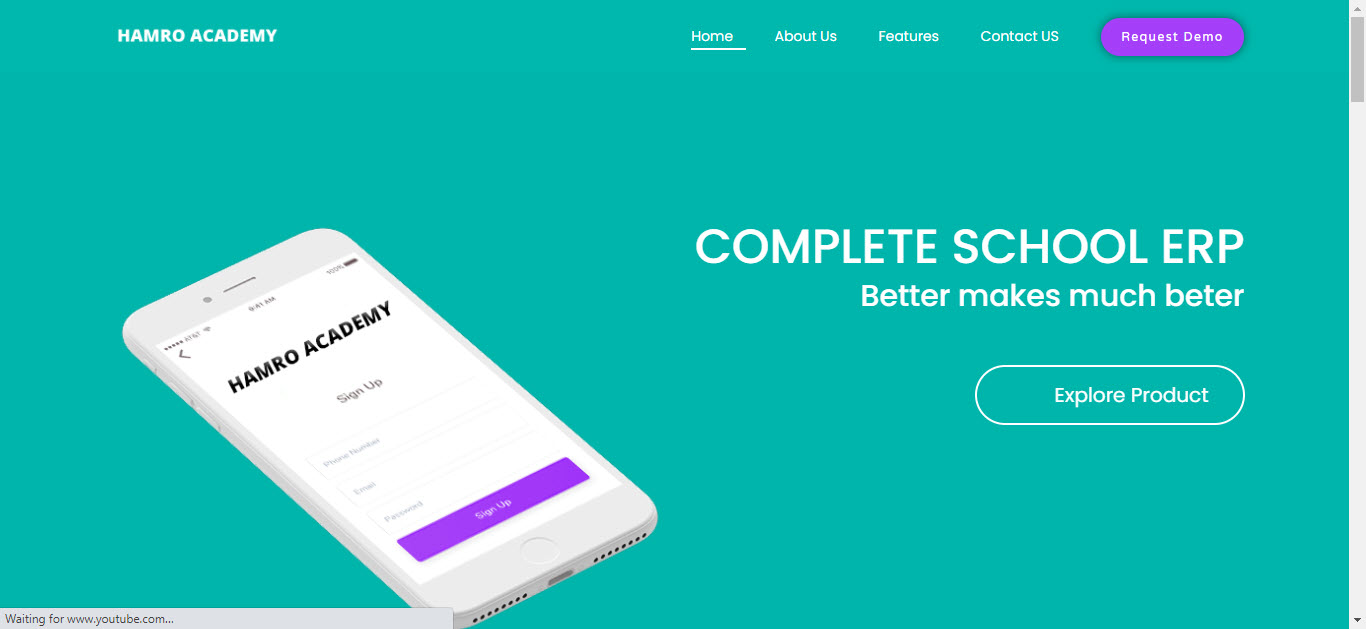 HAMRO ACADEMY
Home About Us Features Contact US Request Demo
COMPLETE SCHOOL ERP
Better makes much beter
Explore Product
100%
9:41 AM
AT&T
HAMRO ACADEMY
Sign Up
Phone Number
Email
Password
Sign Up
Waiting for www.youtube.com...